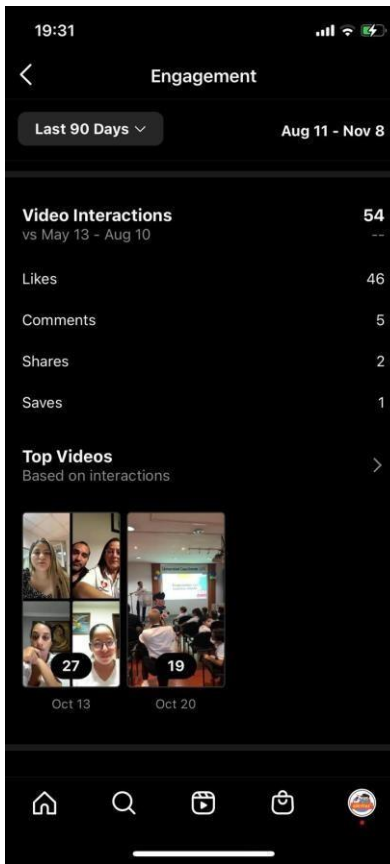 19:31
Engagement
Last 90 Days
Aug 11 - Nov 8
Video Interactions 54
vs May 13 - Aug 10 --
Likes 46
Comments 5
Shares 2
Saves 1
Top Videos
Based on interactions
27 19
Oct 13 Oct 20